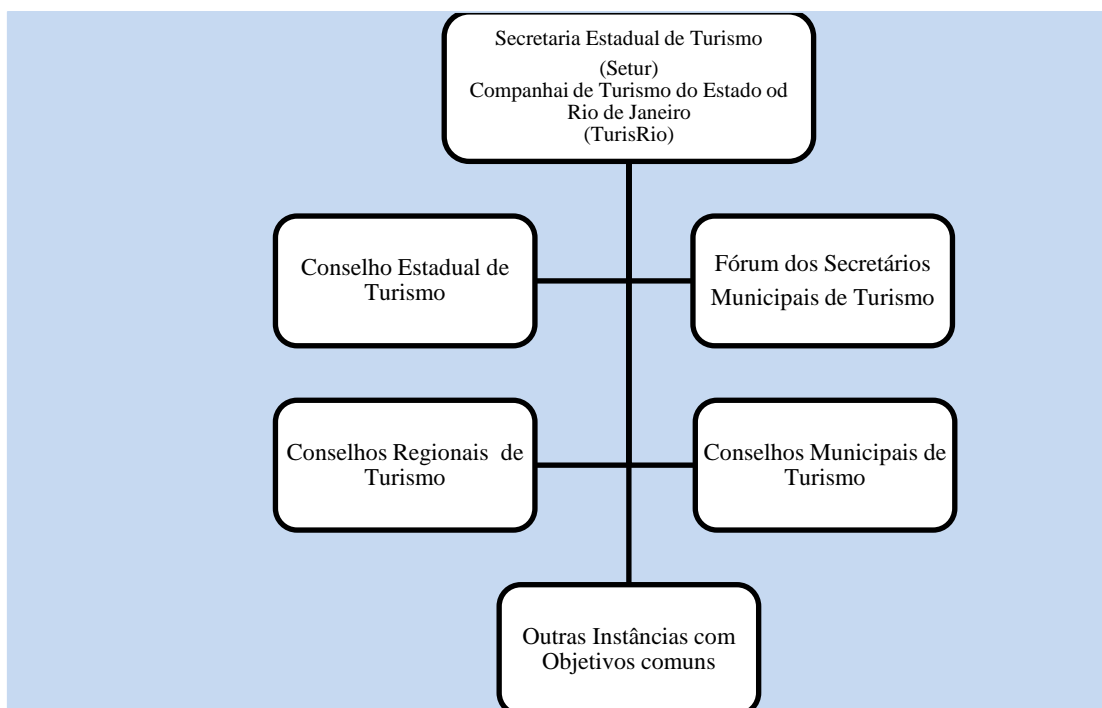 Secretaria Estadual de Turismo
(Setur)
Companhai de Turismo do Estado od
Rio de Janeiro
(TurisRio)
Conselho Estadual de
Turismo
Fórum dos Secretários
Municipais de Turismo
Conselhos Regionais de
Turismo
Conselhos Municipais de
Turismo
Outras Instâncias com
Objetivos comuns